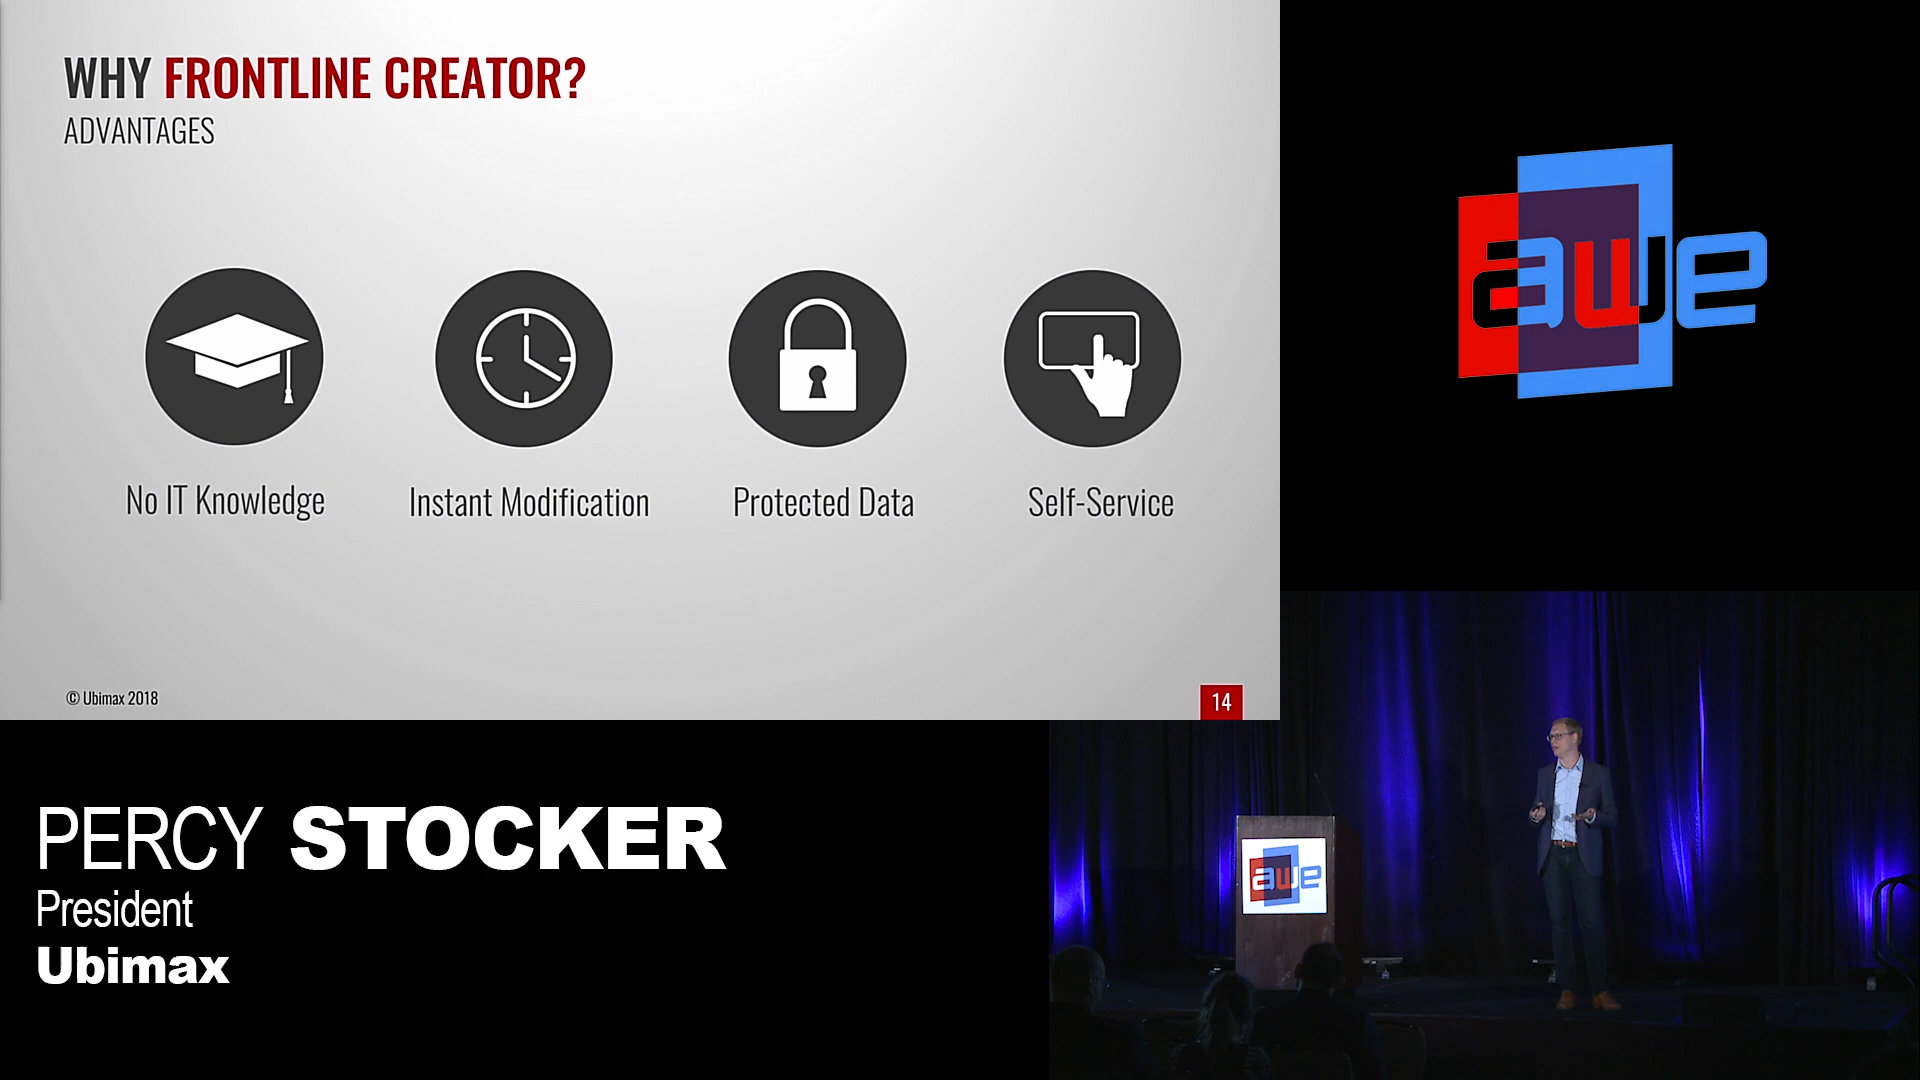 WHY FRONTLINE CREATOR?
ADVANTAGES
No IT Knowledge
Instant Modification
Protected Data
Self-Service
© Ubimax 2018
14
awe
PERCY STOCKER
President
Ubimax
awe